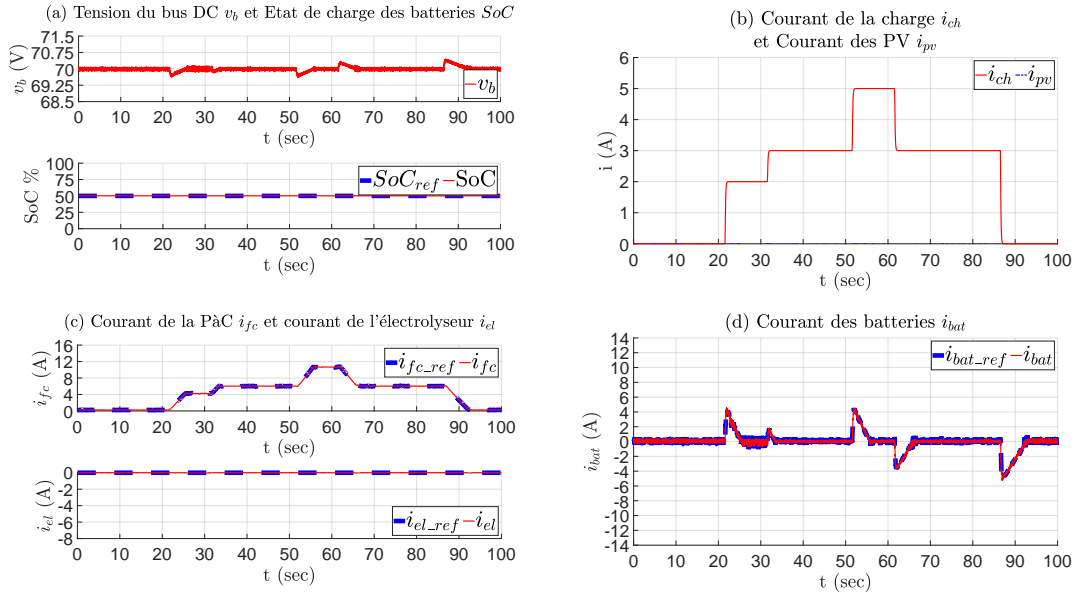 (a) Tension du bus DC v_b et Etat de charge des batteries SoC
71.5
70.75
70
69.25
68.5
v_b (V)
v_b
0 10 20 30 40 50 60 70 80 90 100
t (sec)
100
75
50
25
0
SoC %
SoC_ref SoC
0 10 20 30 40 50 60 70 80 90 100
t (sec)
(b) Courant de la charge i_ch
et Courant des PV i_pv
6
5
4
3
2
1
0
i (A)
i_ch i_pv
0 10 20 30 40 50 60 70 80 90 100
t (sec)
(c) Courant de la PàC i_fc et courant de l'électrolyseur i_el
16
12
8
4
0
i_fc (A)
i_fc_ref i_fc
0 10 20 30 40 50 60 70 80 90 100
t (sec)
0
-2
-4
-6
-8
i_el (A)
i_el_ref i_el
0 10 20 30 40 50 60 70 80 90 100
t (sec)
(d) Courant des batteries i_bat
14
12
10
8
6
4
2
0
-2
-4
-6
-8
-10
-12
-14
i_bat (A)
i_bat_ref i_bat
0 10 20 30 40 50 60 70 80 90 100
t (sec)